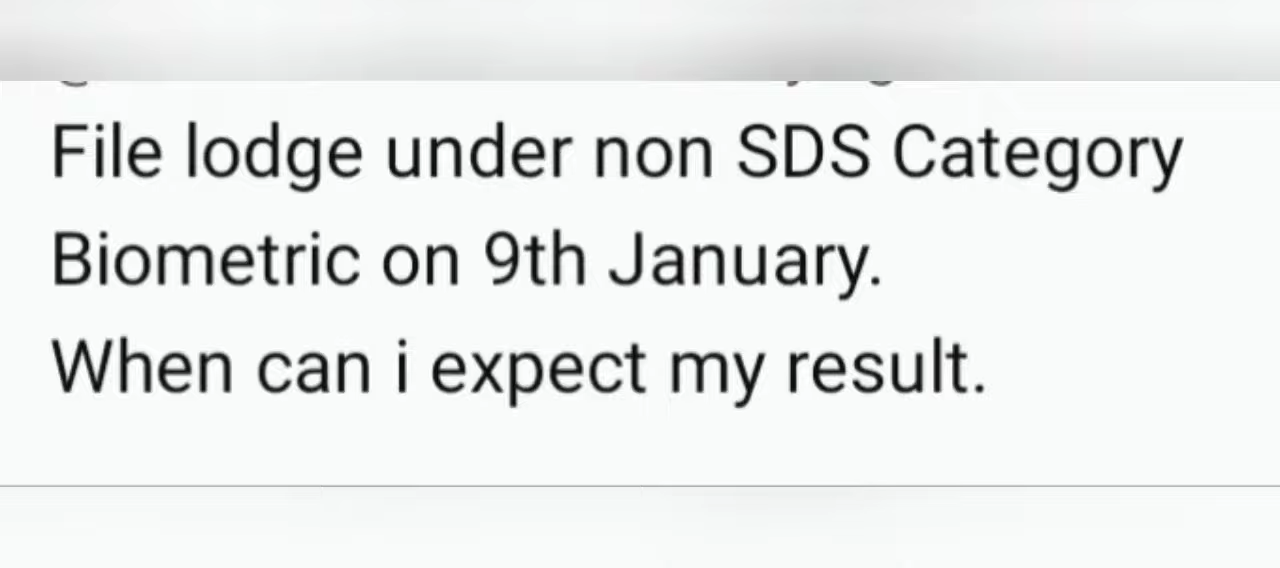 File lodge under non SDS Category
Biometric on 9th January.
When can i expect my result.